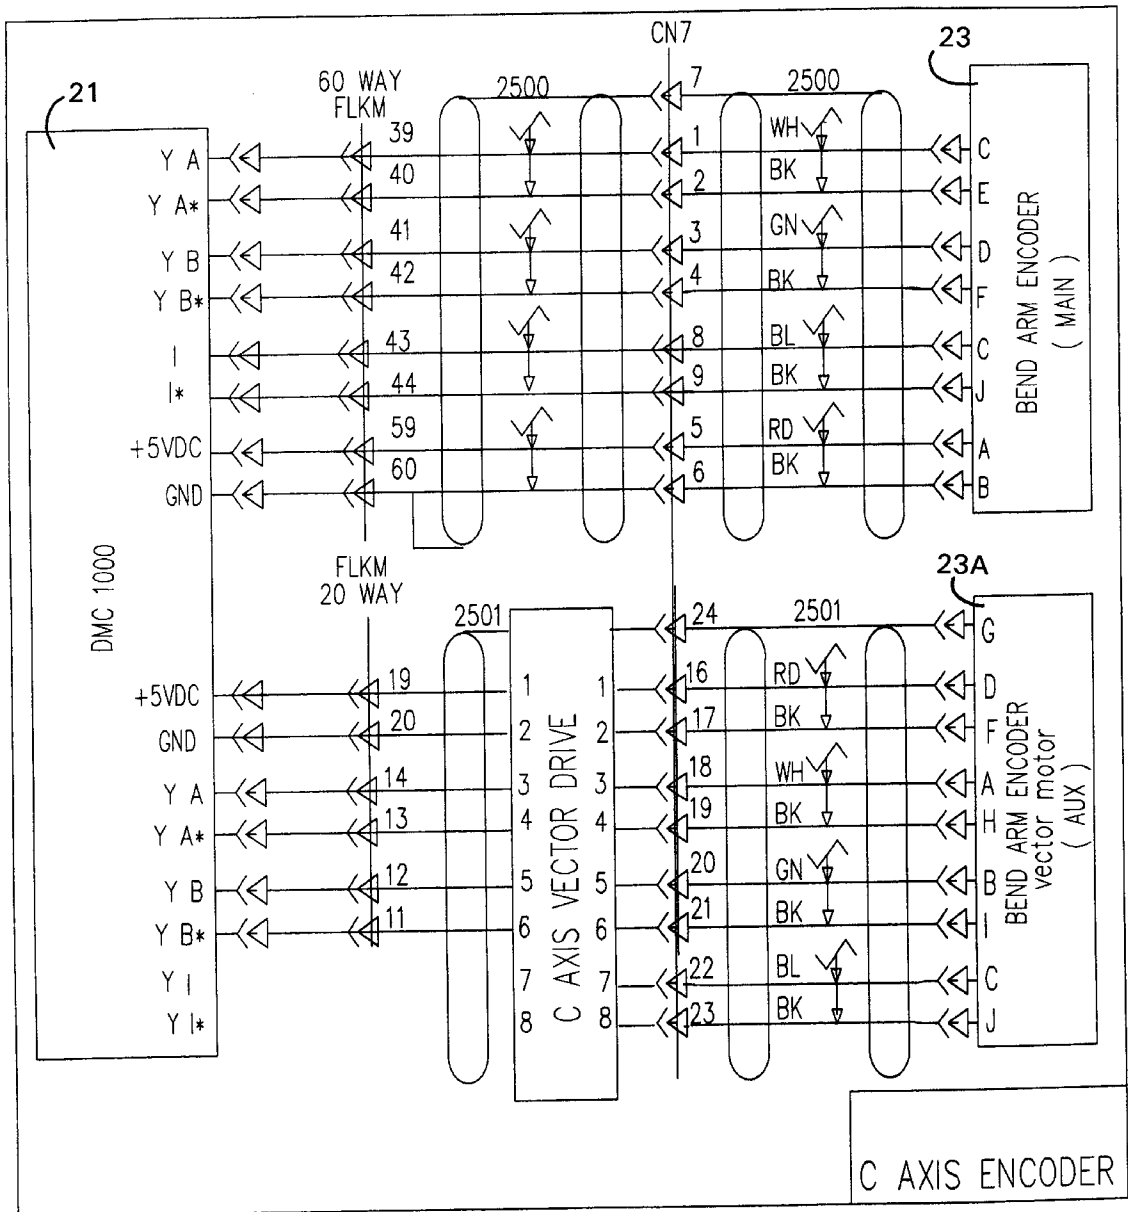 CN7
23
21
60 WAY
FLKM
2500
7
2500
Y A
39
1
WH
C
Y A*
40
2
BK
E
Y B
41
3
GN
D
Y B*
42
4
BK
F
I
43
8
BL
C
I*
44
9
BK
J
+5VDC
59
5
RD
A
GND
60
6
BK
B
BEND ARM ENCODER
( MAIN )
DMC 1000
FLKM
20 WAY
23A
2501
24
2501
G
+5VDC
19
1
1
16
RD
D
GND
20
2
2
17
BK
F
Y A
14
3
3
18
WH
A
Y A*
13
4
4
19
BK
H
Y B
12
5
5
20
GN
B
Y B*
11
6
6
21
BK
I
Y I
7
7
22
BL
C
Y I*
8
8
23
BK
J
C AXIS VECTOR DRIVE
BEND ARM ENCODER
vector motor
( AUX )
C AXIS ENCODER